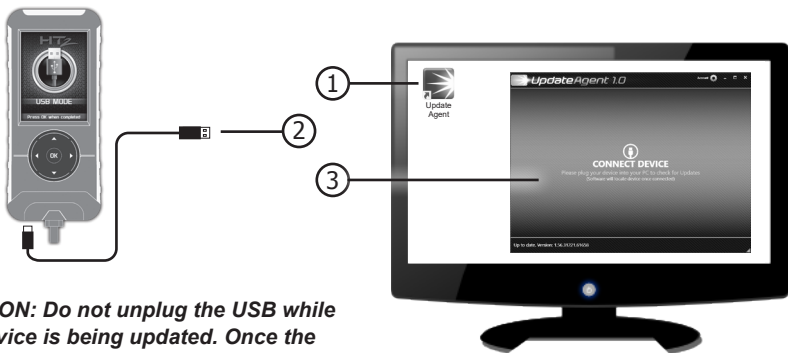 HT2
USB MODE
Press OK when completed
OK
1
2
3
Update
Agent
UpdateAgent 1.0
CONNECT DEVICE
Please plug your device into your PC to check for Updates
(Software will locate device once connected)
ON: Do not unplug the USB while
vice is being updated. Once the